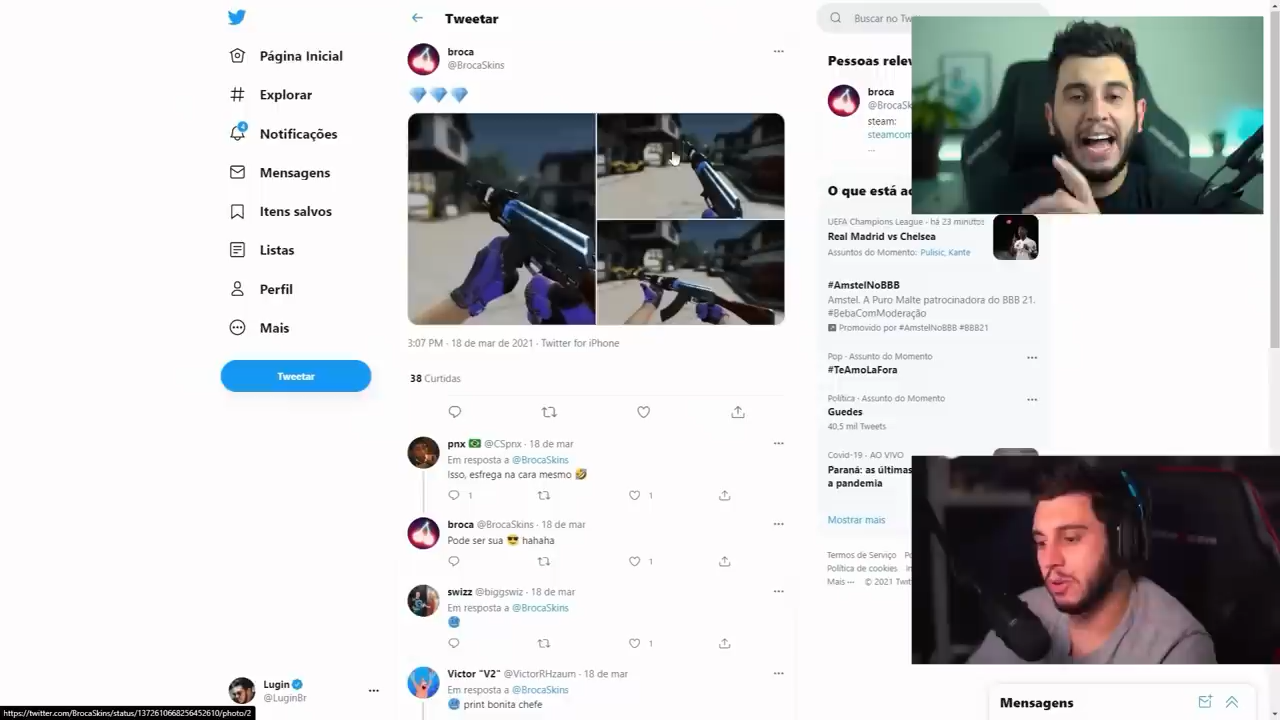 Página Inicial
Explorar
4
Notificações
Mensagens
Itens salvos
Listas
Perfil
Mais
Tweetar
Lugin
@LuginBr
https://twitter.com/BrocaSkins/status/1372610668256452610/photo/2
Tweetar
broca
@BrocaSkins
💎💎💎
3:07 PM · 18 de mar de 2021 · Twitter for iPhone
38 Curtidas
pnx 🇧🇷 @CSpnx · 18 de mar
Em resposta a @BrocaSkins
Isso, esfrega na cara mesmo 🤣
1
1
broca @BrocaSkins · 18 de mar
Pode ser sua 😎 hahaha
1
swizz @biggswiz · 18 de mar
Em resposta a @BrocaSkins
🥶
1
Victor "V2" @VictorRHzaum · 18 de mar
Em resposta a @BrocaSkins
🥶 print bonita chefe
Buscar no
Pessoas
broca
steam:
...
O que está
UEFA Champions League · há 23 minutos
Real Madrid vs Chelsea
Assuntos do Momento: Pulisic, Kante
#AmstelNoBBB
Amstel. A Puro Malte patrocinadora do BBB 21.
#BebaComModeração
Promovido por #AmstelNoBBB #BBB21
Pop · Assunto do Momento
#TeAmoLaFora
Política · Assunto do Momento
Guedes
40,5 mil Tweets
Covid-19 · AO VIVO
Paraná: as últimas
a pandemia
Mostrar mais
Termos de Serviço
Política de cookies
Mais ··· © 2021
Mensagens